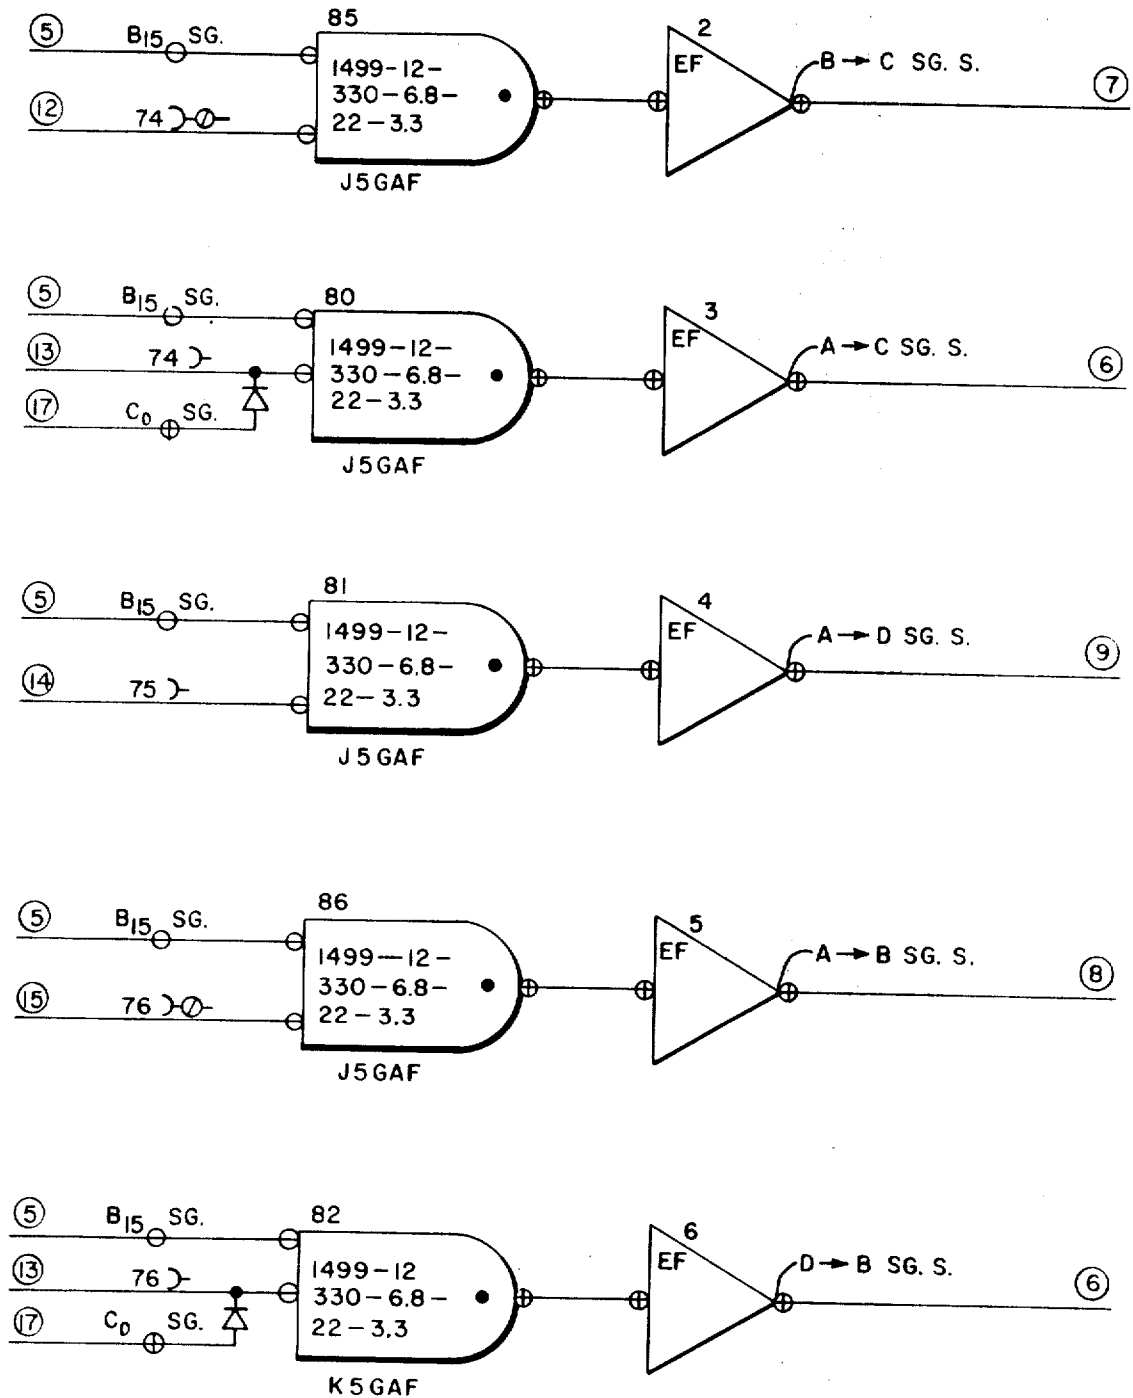 5 B15 SG. 85 2
1499-12-
330-6.8-
22-3.3
EF B → C SG. S. 7
12 74
J5GAF
5 B15 SG. 80 3
1499-12-
330-6.8-
22-3.3
EF A → C SG. S. 6
13 74
17 C0 SG.
J5GAF
5 B15 SG. 81 4
1499-12-
330-6.8-
22-3.3
EF A → D SG. S. 9
14 75
J5GAF
5 B15 SG. 86 5
1499-12-
330-6.8-
22-3.3
EF A → B SG. S. 8
15 76
J5GAF
5 B15 SG. 82 6
1499-12
330-6.8-
22-3.3
EF D → B SG. S. 6
13 76
17 C0 SG.
K5GAF